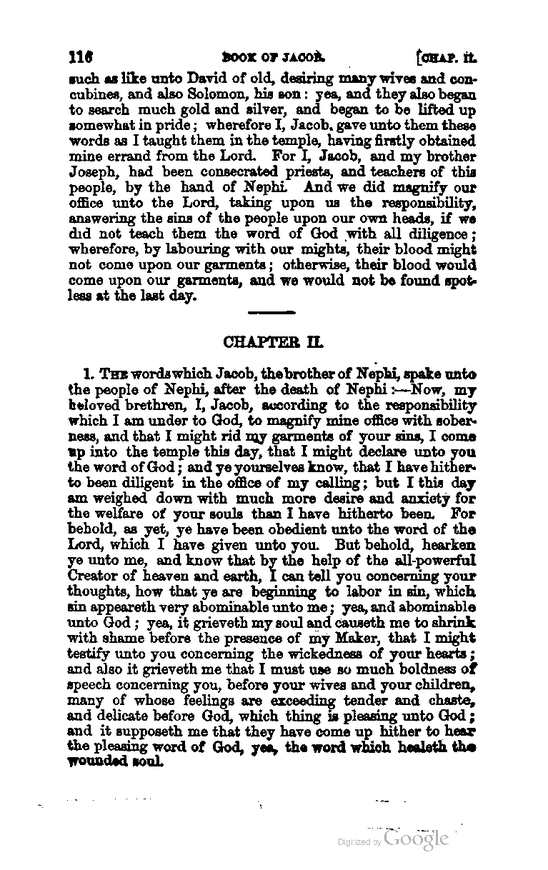 116 BOOK OF JACOB. [CHAP. II.
such as like unto David of old, desiring many wives and con-
cubines, and also Solomon, his son: yea, and they also began
to search much gold and silver, and began to be lifted up
somewhat in pride; wherefore I, Jacob, gave unto them these
words as I taught them in the temple, having firstly obtained
mine errand from the Lord. For I, Jacob, and my brother
Joseph, had been consecrated priests, and teachers of this
people, by the hand of Nephi. And we did magnify our
office unto the Lord, taking upon us the responsibility,
answering the sins of the people upon our own heads, if we
did not teach them the word of God with all diligence;
wherefore, by labouring with our mights, their blood might
not come upon our garments; otherwise, their blood would
come upon our garments, and we would not be found spot-
less at the last day.
CHAPTER II.
1. THE words which Jacob, the brother of Nephi, spake unto
the people of Nephi, after the death of Nephi:—Now, my
beloved brethren, I, Jacob, according to the responsibility
which I am under to God, to magnify mine office with sober-
ness, and that I might rid my garments of your sins, I come
up into the temple this day, that I might declare unto you
the word of God; and ye yourselves know, that I have hither-
to been diligent in the office of my calling; but I this day
am weighed down with much more desire and anxiety for
the welfare of your souls than I have hitherto been. For
behold, as yet, ye have been obedient unto the word of the
Lord, which I have given unto you. But behold, hearken
ye unto me, and know that by the help of the all-powerful
Creator of heaven and earth, I can tell you concerning your
thoughts, how that ye are beginning to labor in sin, which
sin appeareth very abominable unto me; yea, and abominable
unto God; yea, it grieveth my soul and causeth me to shrink
with shame before the presence of my Maker, that I might
testify unto you concerning the wickedness of your hearts;
and also it grieveth me that I must use so much boldness of
speech concerning you, before your wives and your children,
many of whose feelings are exceeding tender and chaste,
and delicate before God, which thing is pleasing unto God;
and it supposeth me that they have come up hither to hear
the pleasing word of God, yea, the word which healeth the
wounded soul.
Digitized by Google